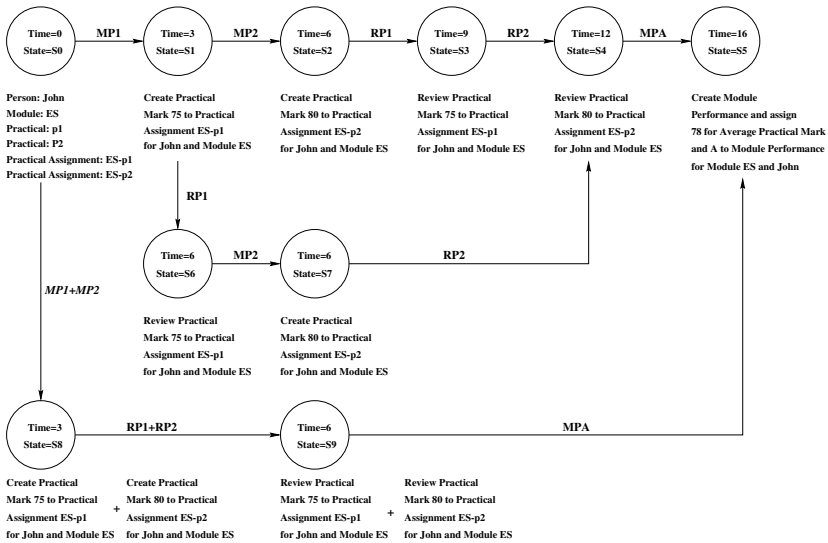 Time=0
State=S0
MP1
Time=3
State=S1
MP2
Time=6
State=S2
RP1
Time=9
State=S3
RP2
Time=12
State=S4
MPA
Time=16
State=S5
Person: John
Module: ES
Practical: p1
Practical: P2
Practical Assignment: ES-p1
Practical Assignment: ES-p2
Create Practical
Mark 75 to Practical
Assignment ES-p1
for John and Module ES
Create Practical
Mark 80 to Practical
Assignment ES-p2
for John and Module ES
Review Practical
Mark 75 to Practical
Assignment ES-p1
for John and Module ES
Review Practical
Mark 80 to Practical
Assignment ES-p2
for John and Module ES
Create Module
Performance and assign
78 for Average Practical Mark
and A to Module Performance
for Module ES and John
RP1
Time=6
State=S6
MP2
Time=6
State=S7
RP2
MP1+MP2
Review Practical
Mark 75 to Practical
Assignment ES-p1
for John and Module ES
Create Practical
Mark 80 to Practical
Assignment ES-p2
for John and Module ES
Time=3
State=S8
RP1+RP2
Time=6
State=S9
MPA
Create Practical
Mark 75 to Practical
Assignment ES-p1
for John and Module ES
+
Create Practical
Mark 80 to Practical
Assignment ES-p2
for John and Module ES
Review Practical
Mark 75 to Practical
Assignment ES-p1
for John and Module ES
+
Review Practical
Mark 80 to Practical
Assignment ES-p2
for John and Module ES